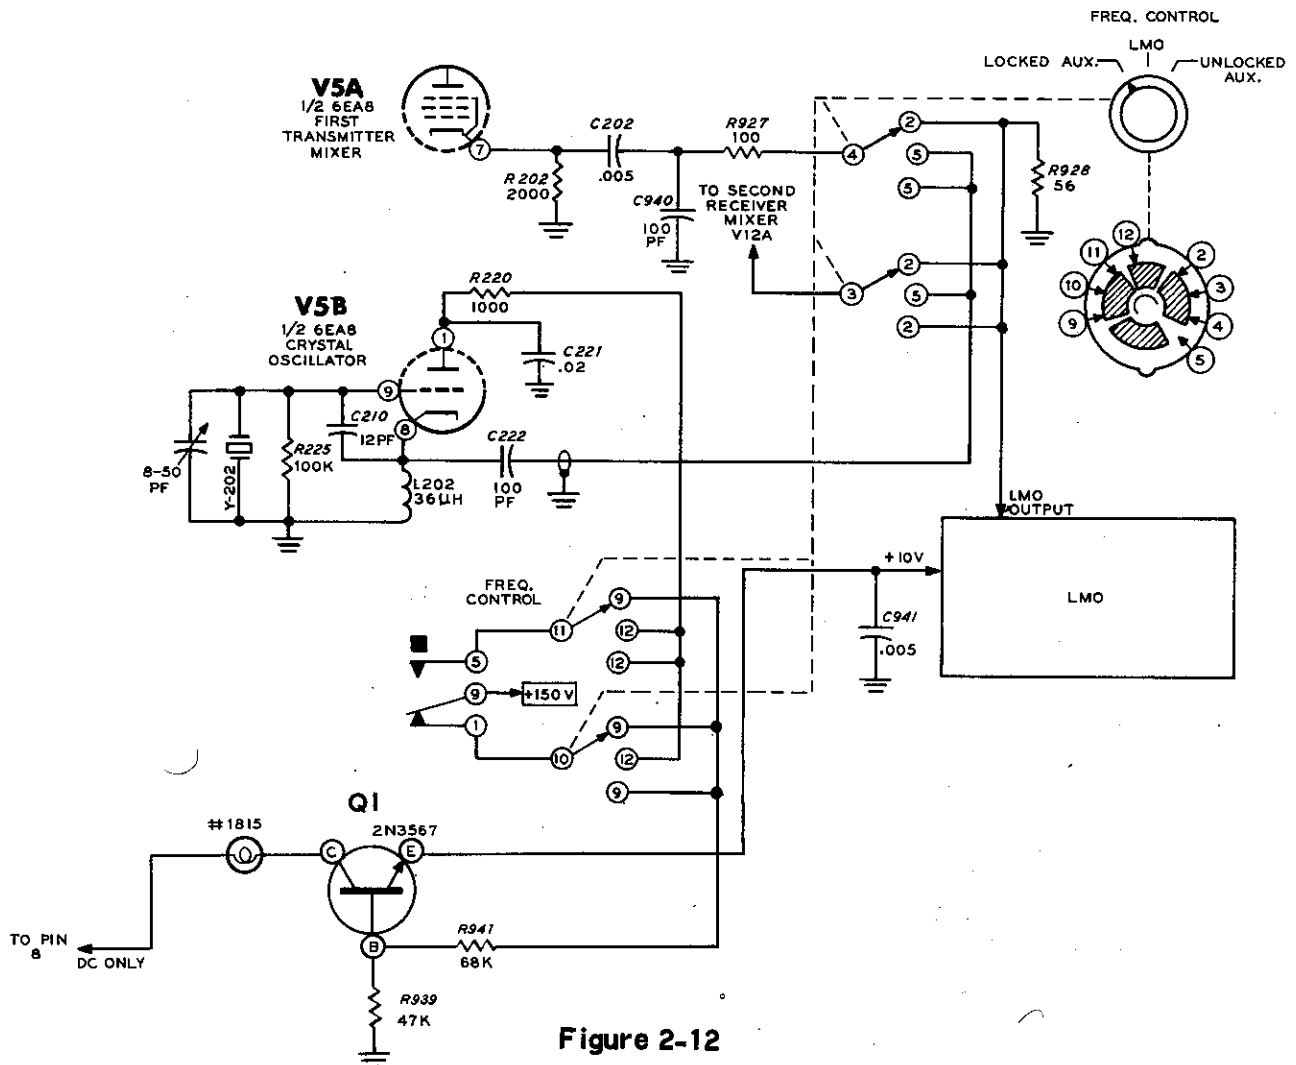 FREQ. CONTROL
LMO
LOCKED AUX.
UNLOCKED
AUX.
V5A
1/2 6EA8
FIRST
TRANSMITTER
MIXER
7
C202
.005
R202
2000
C940
100
PF
R927
100
TO SECOND
RECEIVER
MIXER
V12A
4
2
5
5
R928
56
3
2
5
2
12
11
10
9
2
3
4
5
V5B
1/2 6EA8
CRYSTAL
OSCILLATOR
R220
1000
1
C221
.02
9
8
C210
12PF
8-50
PF
Y-202
R225
100K
L202
36µH
C222
100
PF
LMO
OUTPUT
+10V
LMO
C941
.005
FREQ.
CONTROL
11
9
12
12
5
9
+150V
1
10
9
12
9
Q1
2N3567
#1815
C
E
B
TO PIN
8
DC ONLY
R941
68K
R939
47K
Figure 2-12